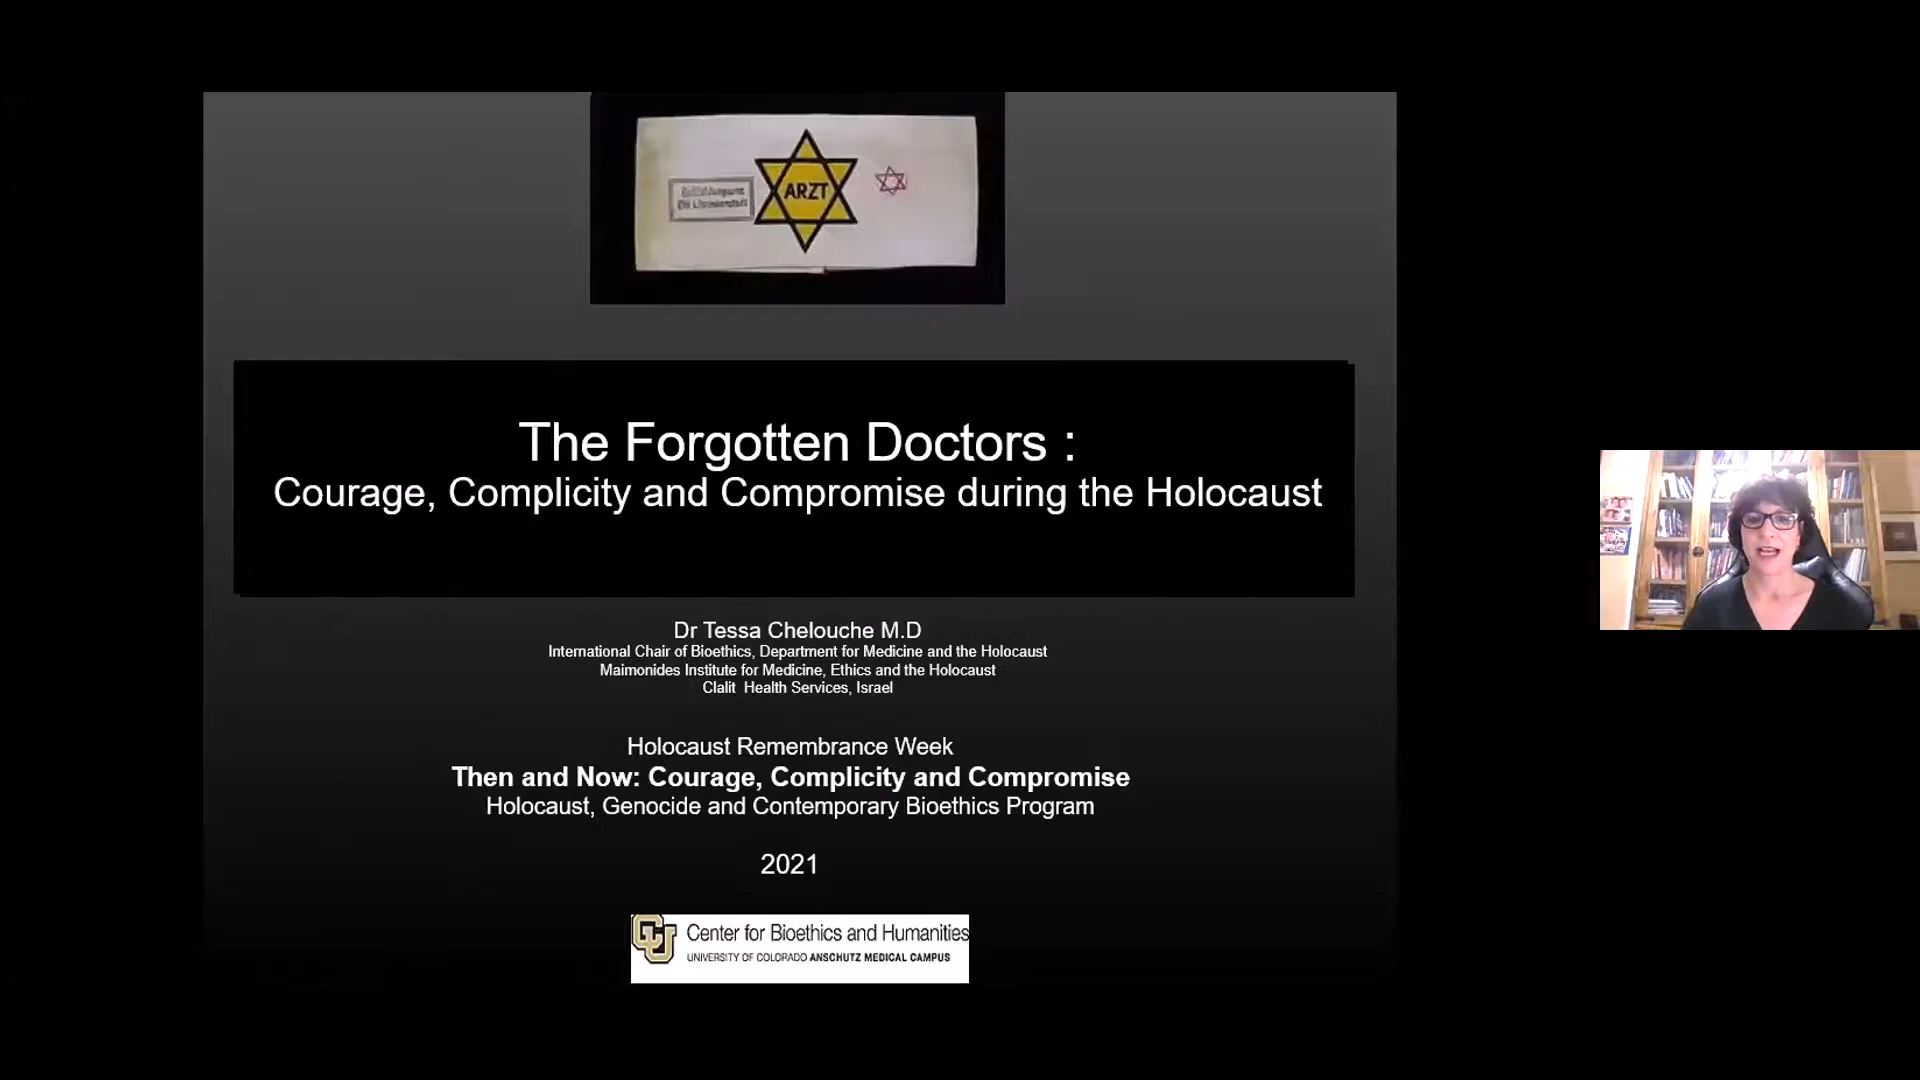 ARZT
The Forgotten Doctors :
Courage, Complicity and Compromise during the Holocaust
Dr Tessa Chelouche M.D
International Chair of Bioethics, Department for Medicine and the Holocaust
Maimonides Institute for Medicine, Ethics and the Holocaust
Clalit Health Services, Israel
Holocaust Remembrance Week
Then and Now: Courage, Complicity and Compromise
Holocaust, Genocide and Contemporary Bioethics Program
2021
CU Center for Bioethics and Humanities
UNIVERSITY OF COLORADO ANSCHUTZ MEDICAL CAMPUS